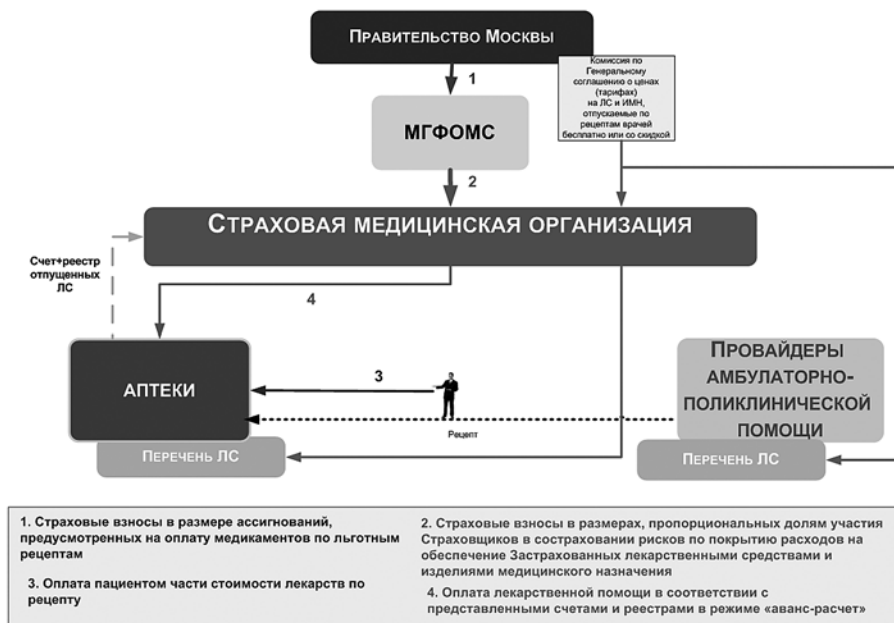 ПРАВИТЕЛЬСТВО МОСКВЫ
Комиссия по
Генеральному
соглашению о ценах
(тарифах)
на ЛС и ИМН,
отпускаемые по
рецептам врачей
бесплатно или со скидкой
1
МГФОМС
2
СТРАХОВАЯ МЕДИЦИНСКАЯ ОРГАНИЗАЦИЯ
Счет+реестр
отпущенных
ЛС
4
АПТЕКИ
3
Рецепт
ПЕРЕЧЕНЬ ЛС
ПРОВАЙДЕРЫ
АМБУЛАТОРНО-
ПОЛИКЛИНИЧЕСКОЙ
ПОМОЩИ
ПЕРЕЧЕНЬ ЛС
1. Страховые взносы в размере ассигнований,
предусмотренных на оплату медикаментов по льготным
рецептам
3. Оплата пациентом части стоимости лекарств по
рецепту
2. Страховые взносы в размерах, пропорциональных долям участия
Страховщиков в состраховании рисков по покрытию расходов на
обеспечение Застрахованных лекарственными средствами и
изделиями медицинского назначения
4. Оплата лекарственной помощи в соответствии с
представленными счетами и реестрами в режиме «аванс-расчет»